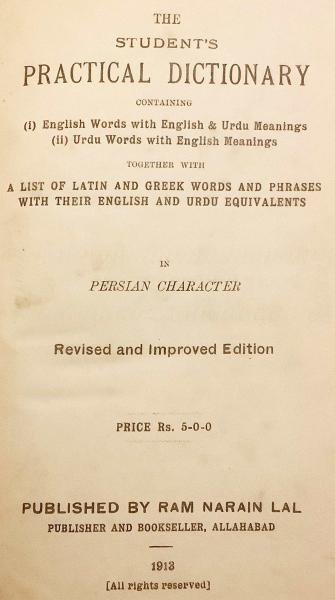 THE
STUDENT'S
PRACTICAL DICTIONARY
CONTAINING
(i) English Words with English & Urdu Meanings
(ii) Urdu Words with English Meanings
TOGETHER WITH
A LIST OF LATIN AND GREEK WORDS AND PHRASES
WITH THEIR ENGLISH AND URDU EQUIVALENTS
IN
PERSIAN CHARACTER
Revised and Improved Edition
PRICE Rs. 5-0-0
PUBLISHED BY RAM NARAIN LAL
PUBLISHER AND BOOKSELLER, ALLAHABAD
1913
[All rights reserved]